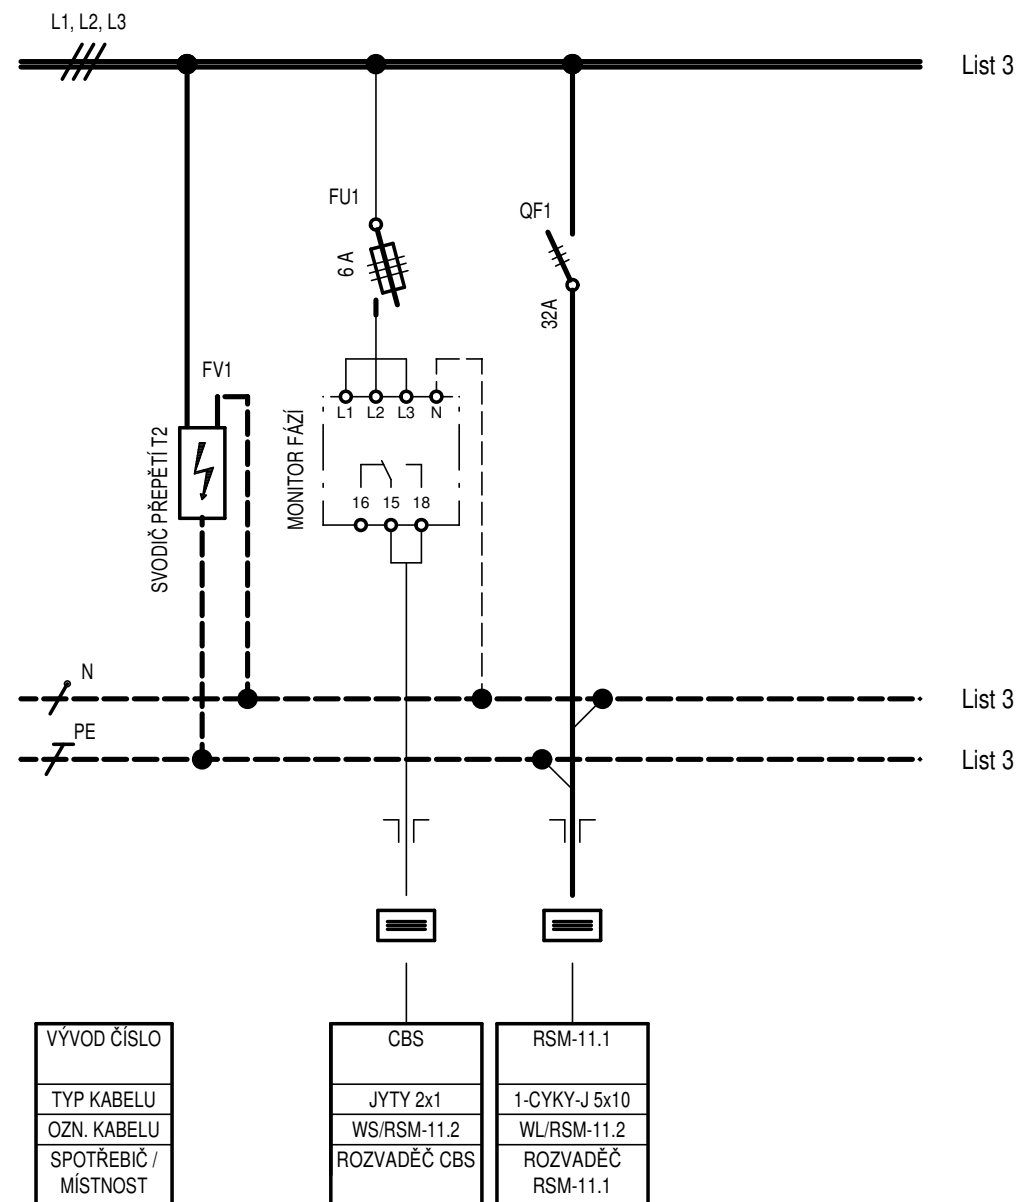 L1, L2, L3
List 3
FU1
6 A
QF1
32A
FV1
SVODIČ PŘEPĚTÍ T2
MONITOR FÁZÍ
L1 L2 L3 N
16 15 18
N
List 3
PE
List 3
VÝVOD ČÍSLO
CBS
RSM-11.1
TYP KABELU
JYTY 2x1
1-CYKY-J 5x10
OZN. KABELU
WS/RSM-11.2
WL/RSM-11.2
SPOTŘEBIČ /
MÍSTNOST
ROZVADĚČ CBS
ROZVADĚČ
RSM-11.1